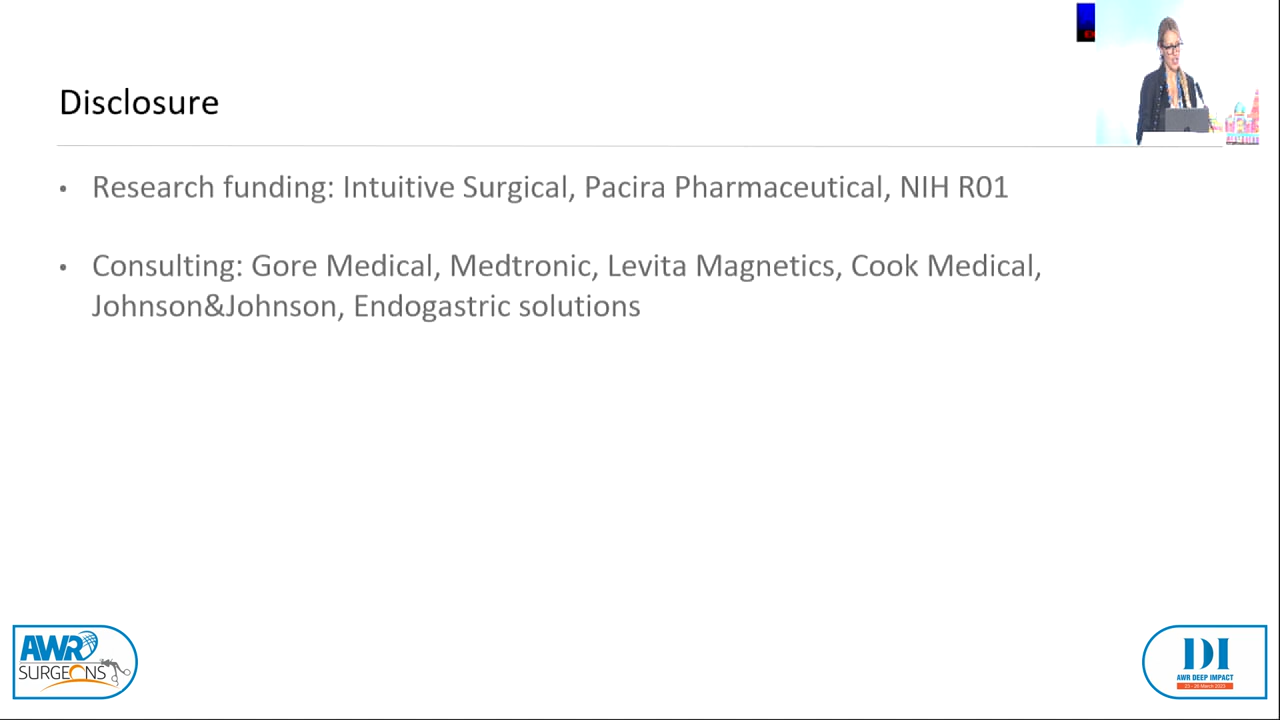 Disclosure
• Research funding: Intuitive Surgical, Pacira Pharmaceutical, NIH R01
• Consulting: Gore Medical, Medtronic, Levita Magnetics, Cook Medical,
Johnson&Johnson, Endogastric solutions
AWR
SURGEONS
DI
AWR DEEP IMPACT